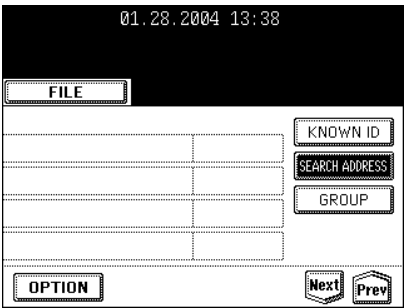 01.28.2004 13:38
FILE
KNOWN ID
SEARCH ADDRESS
GROUP
OPTION
Next
Prev